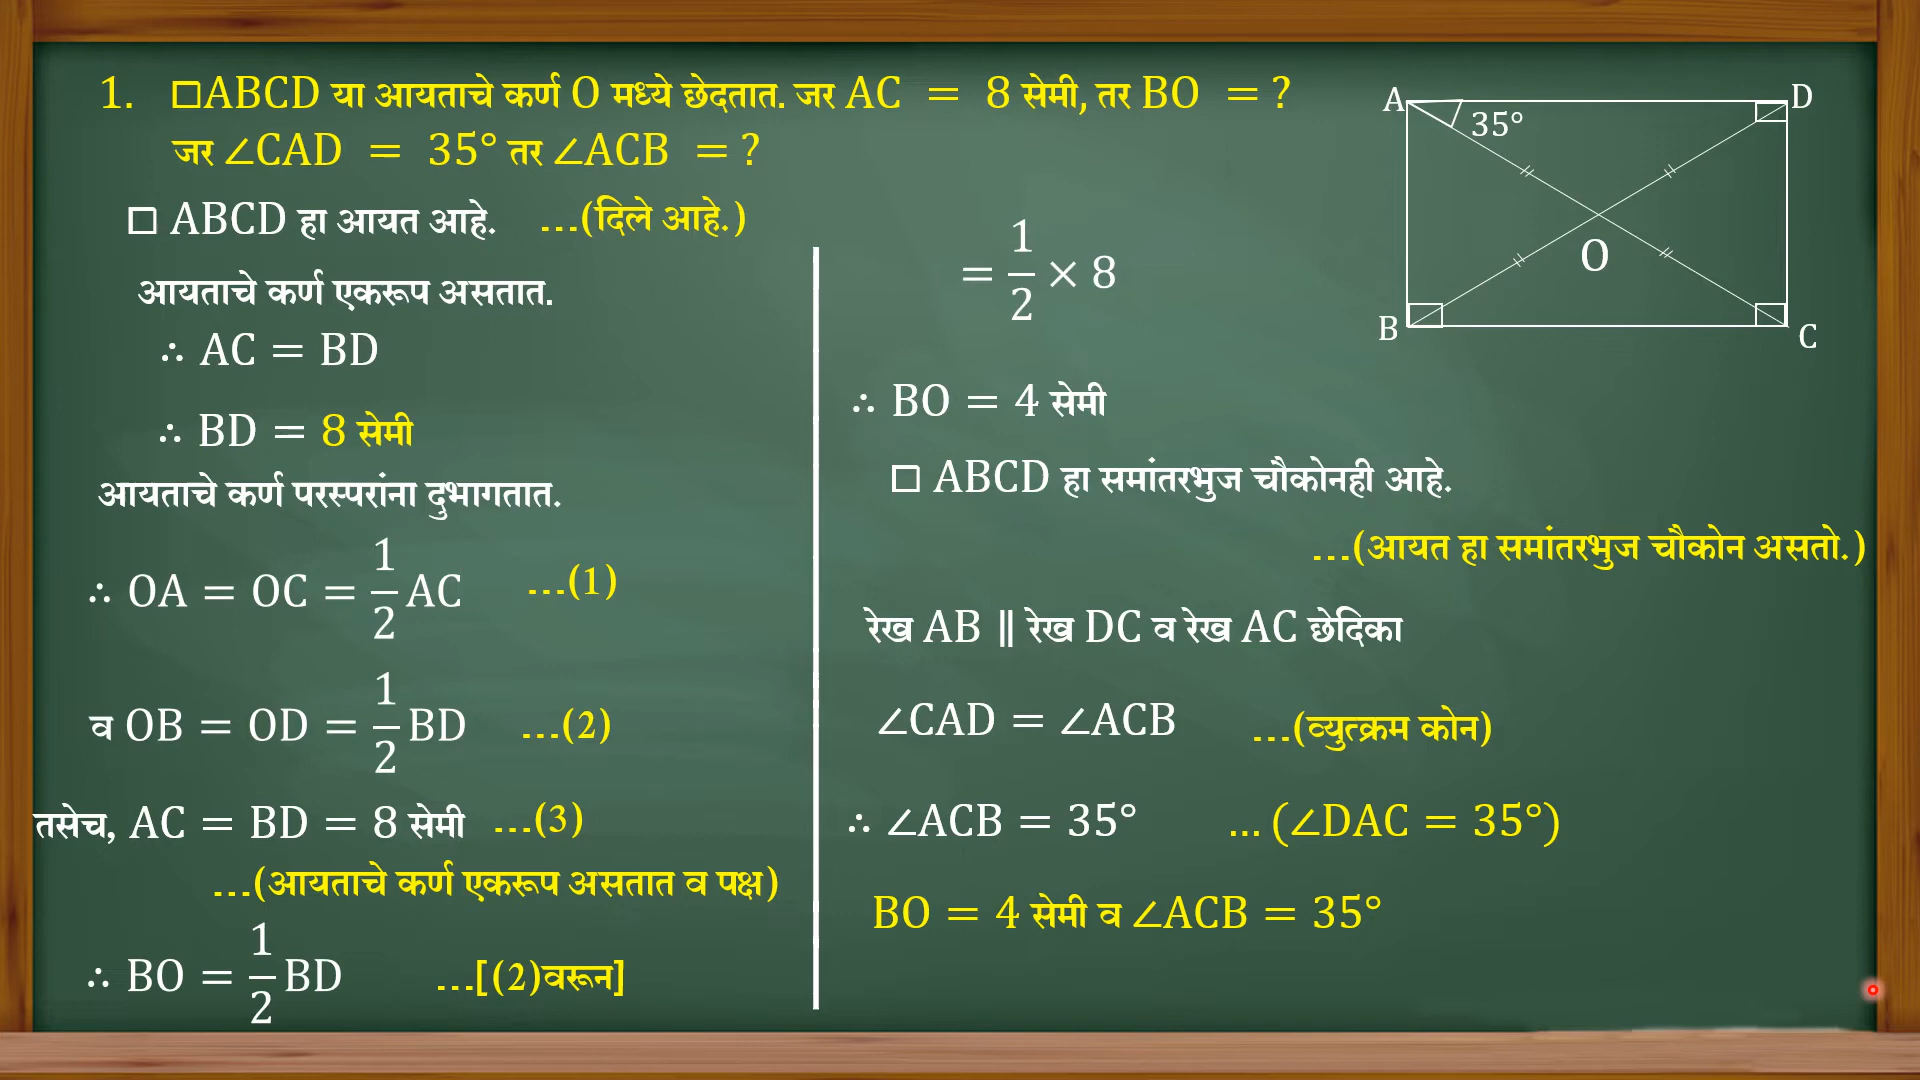 1. □ABCD या आयताचे कर्ण O मध्ये छेदतात. जर AC = 8 सेमी, तर BO = ?
जर ∠CAD = 35° तर ∠ACB = ?
□ ABCD हा आयत आहे. ...(दिले आहे.)
आयताचे कर्ण एकरूप असतात.
∴ AC = BD
∴ BD = 8 सेमी
आयताचे कर्ण परस्परांना दुभागतात.
∴ OA = OC = 1/2 AC ...(1)
व OB = OD = 1/2 BD ...(2)
तसेच, AC = BD = 8 सेमी ...(3)
...(आयताचे कर्ण एकरूप असतात व पक्ष)
∴ BO = 1/2 BD ...[(2)वरून]
= 1/2 × 8
∴ BO = 4 सेमी
□ ABCD हा समांतरभुज चौकोनही आहे.
...(आयत हा समांतरभुज चौकोन असतो.)
रेख AB ∥ रेख DC व रेख AC छेदिका
∠CAD = ∠ACB ...(व्युत्क्रम कोन)
∴ ∠ACB = 35° ... (∠DAC = 35°)
BO = 4 सेमी व ∠ACB = 35°
A D
35°
O
B C